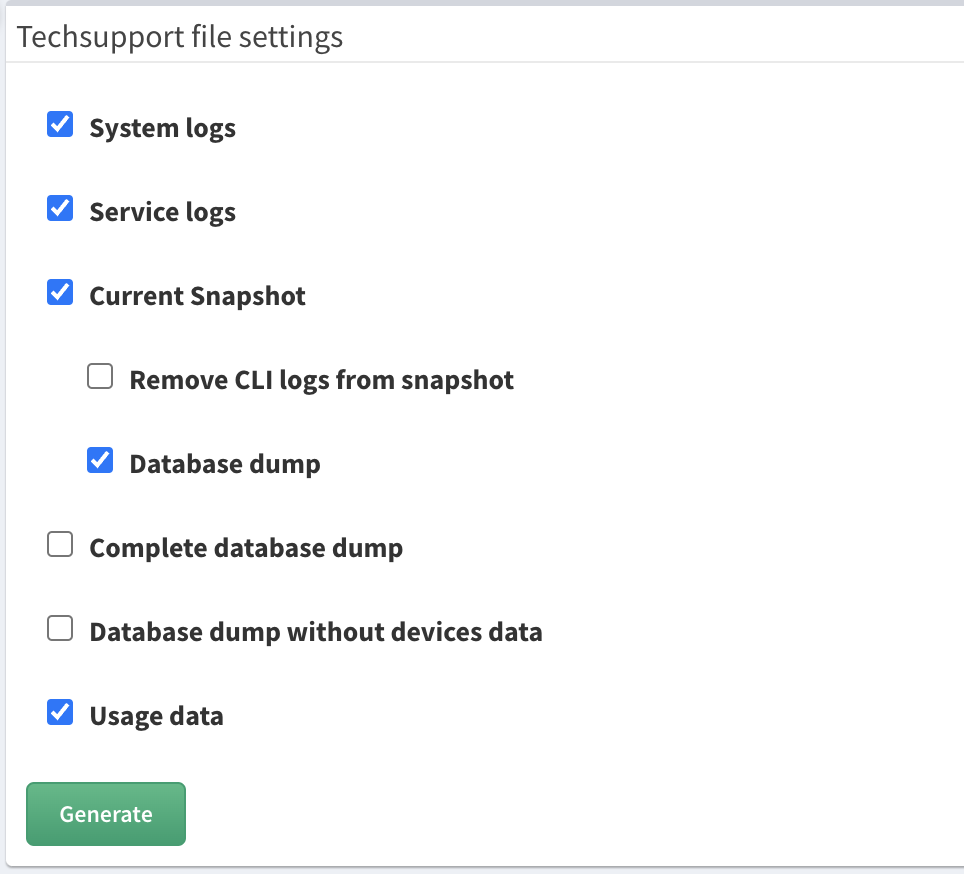 Techsupport file settings
System logs
Service logs
Current Snapshot
Remove CLI logs from snapshot
Database dump
Complete database dump
Database dump without devices data
Usage data
Generate